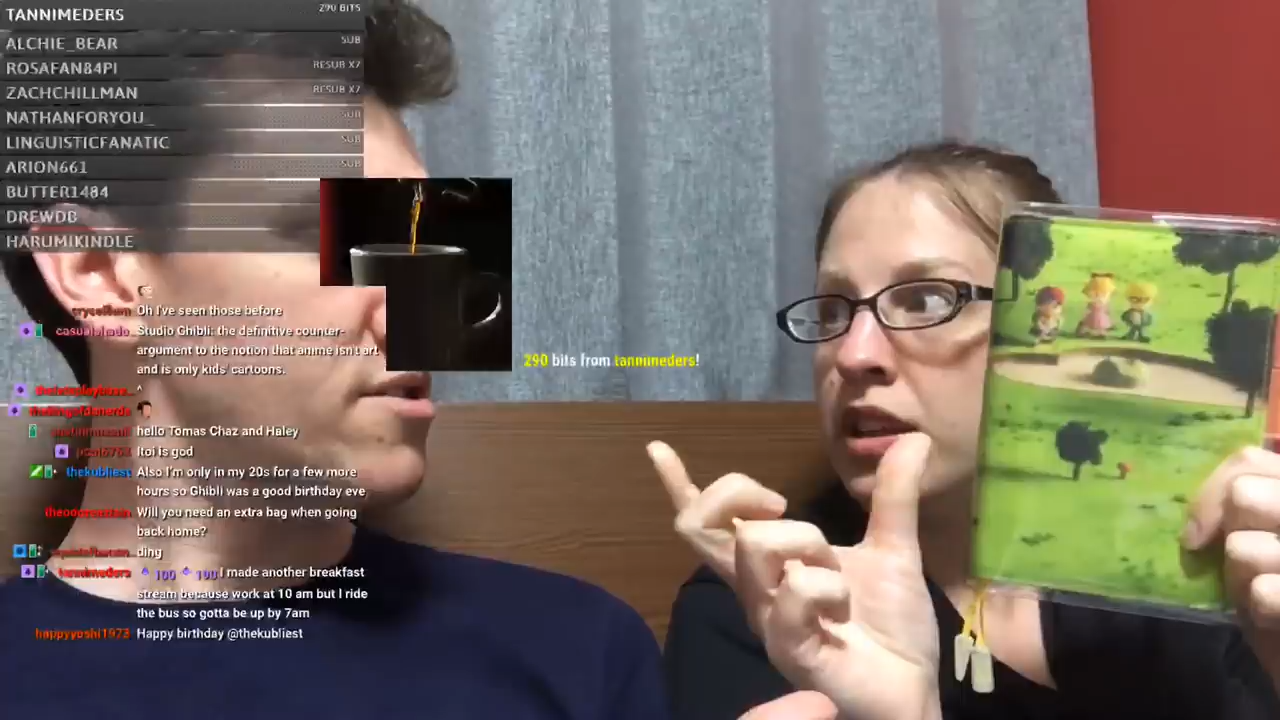 TANNIMEDERS 290 BITS
ALCHIE_BEAR SUB
ROSAFAN84PI RESUB X7
ZACHCHILLMAN RESUB X7
NATHANFORYOU_ SUB
LINGUISTICFANATIC SUB
ARION661 SUB
BUTTER1484
DREWDB
HARUMIKINDLE
Oh I've seen those before
Studio Ghibli: the definitive counter-
argument to the notion that anime isn't art
and is only kids' cartoons.
290 bits from tannimeders!
^
hello Tomas Chaz and Haley
Itoi is god
thekubliest Also I'm only in my 20s for a few more
hours so Ghibli was a good birthday eve
Will you need an extra bag when going
back home?
ding
100 100 I made another breakfast
stream because work at 10 am but I ride
the bus so gotta be up by 7am
happyyoshi1973 Happy birthday @thekubliest